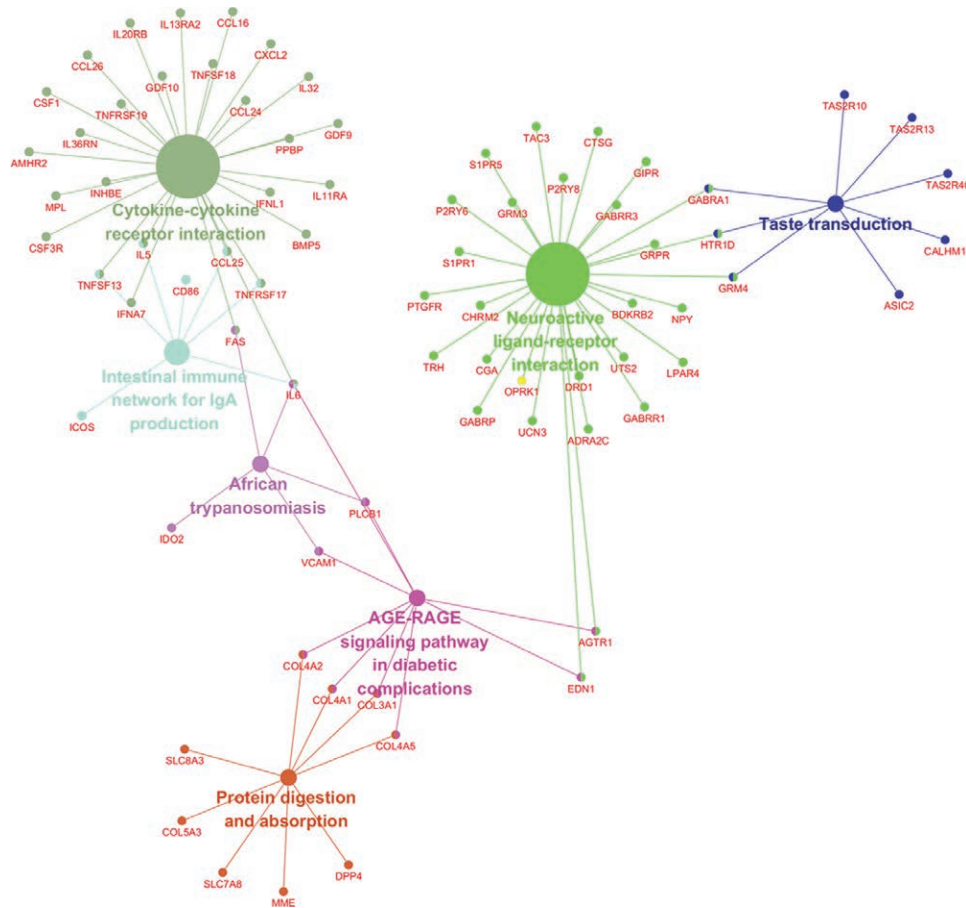 IL13RA2
CCL16
IL20RB
CXCL2
CCL26
TNFSF18
GDF10
IL32
CSF1
TNFRSF19
CCL24
GDF9
IL36RN
PPBP
AMHR2
INHBE
IL11RA
MPL
IFNL1
Cytokine-cytokine
receptor interaction
BMP5
CSF3R
IL5
CCL25
TNFSF13
CD86
TNFRSF17
IFNA7
FAS
Intestinal immune
network for IgA
production
IL6
ICOS
African
trypanosomiasis
PLCB1
IDO2
VCAM1
AGE-RAGE
signaling pathway
in diabetic
complications
AGTR1
EDN1
COL4A2
COL4A1
COL3A1
COL4A5
SLC8A3
Protein digestion
and absorption
COL5A3
SLC7A8
MME
DPP4
TAC3
CTSG
S1PR5
P2RY8
GIPR
P2RY6
GRM3
GABRR3
GABRA1
S1PR1
GRPR
HTR1D
GRM4
PTGFR
CHRM2
BDKRB2
NPY
Neuroactive
ligand-receptor
interaction
TRH
CGA
OPRK1
DRD1
UTS2
LPAR4
GABRP
UCN3
ADRA2C
GABRR1
TAS2R10
TAS2R13
TAS2R40
Taste transduction
CALHM1
ASIC2